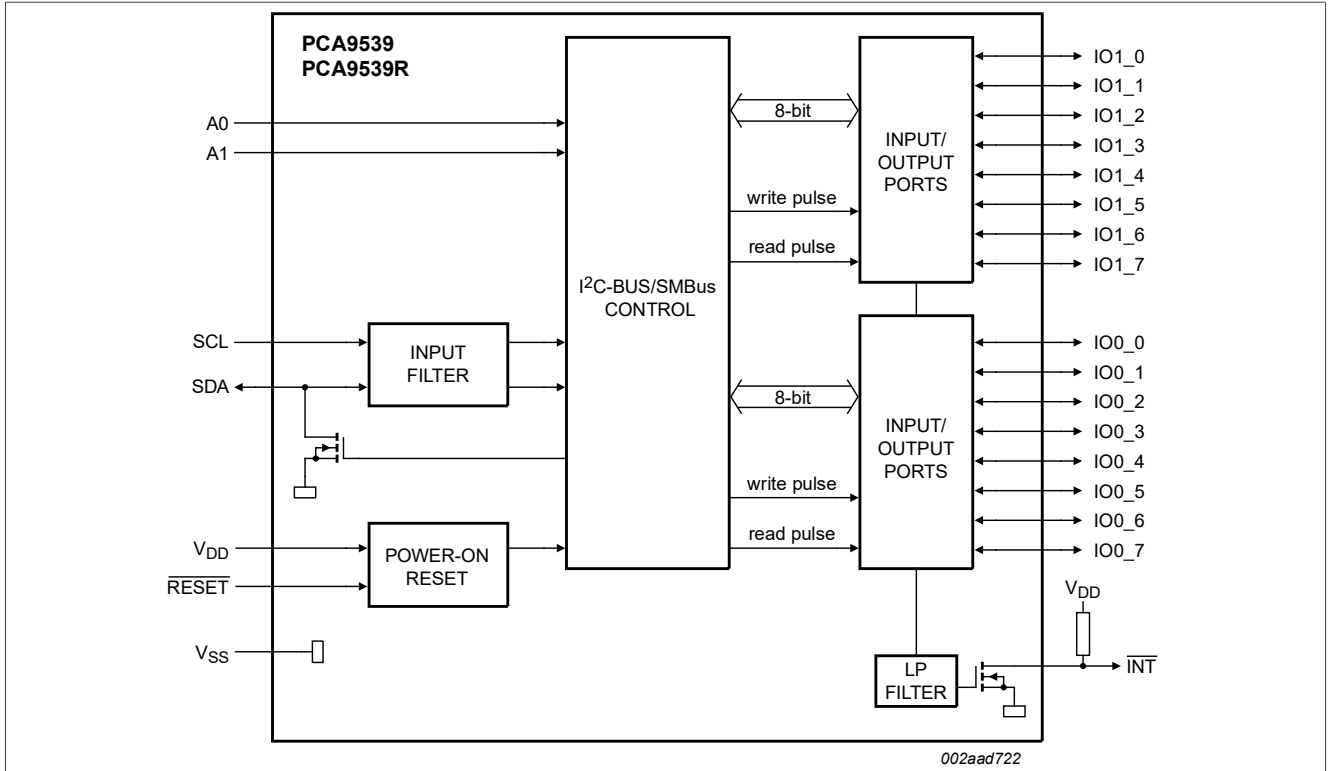 PCA9539
PCA9539R
A0
A1
SCL
SDA
VDD
RESET
VSS
INPUT
FILTER
POWER-ON
RESET
I2C-BUS/SMBus
CONTROL
8-bit
write pulse
read pulse
INPUT/
OUTPUT
PORTS
IO1_0
IO1_1
IO1_2
IO1_3
IO1_4
IO1_5
IO1_6
IO1_7
8-bit
write pulse
read pulse
INPUT/
OUTPUT
PORTS
IO0_0
IO0_1
IO0_2
IO0_3
IO0_4
IO0_5
IO0_6
IO0_7
VDD
LP
FILTER
INT
002aad722